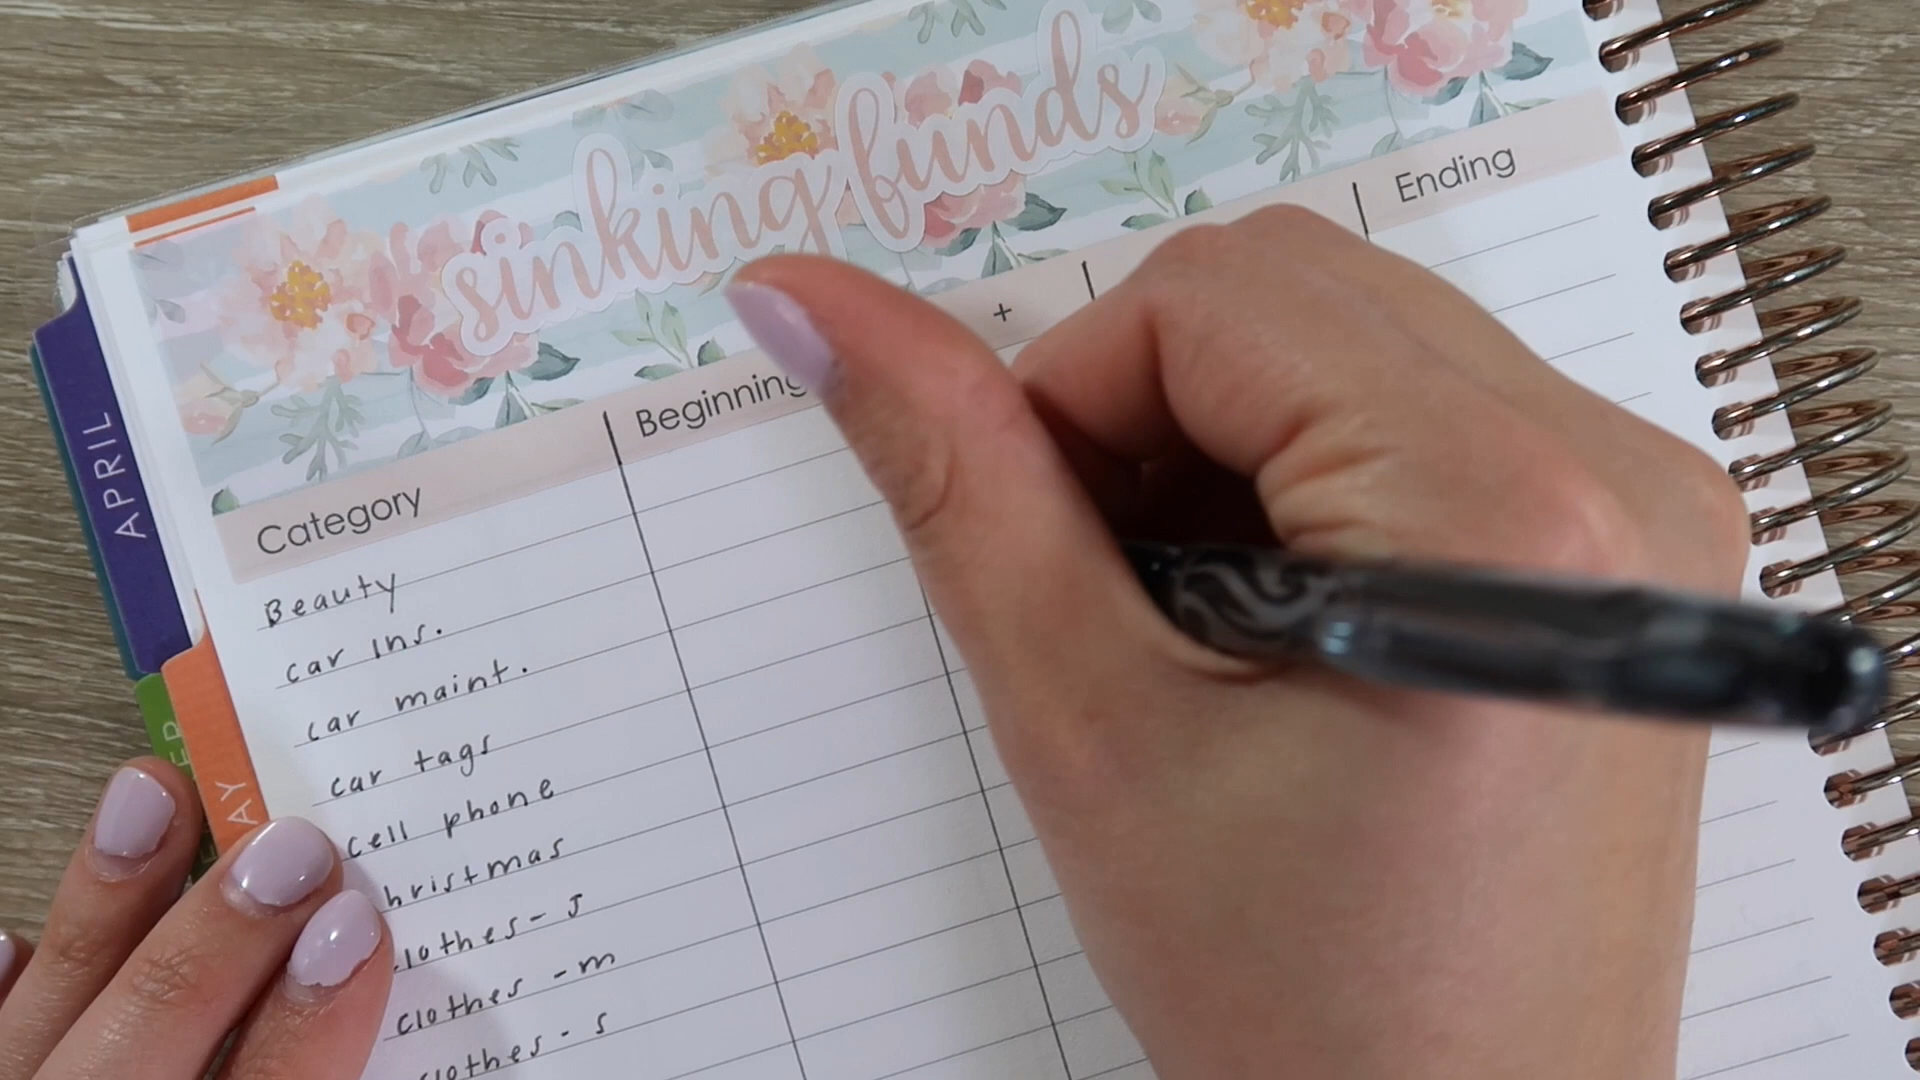 sinking funds
Category Beginning + Ending
Beauty
car Ins.
car maint.
car tags
cell phone
hristmas
lothes - J
clothes - m
clothes - s
APRIL
AY